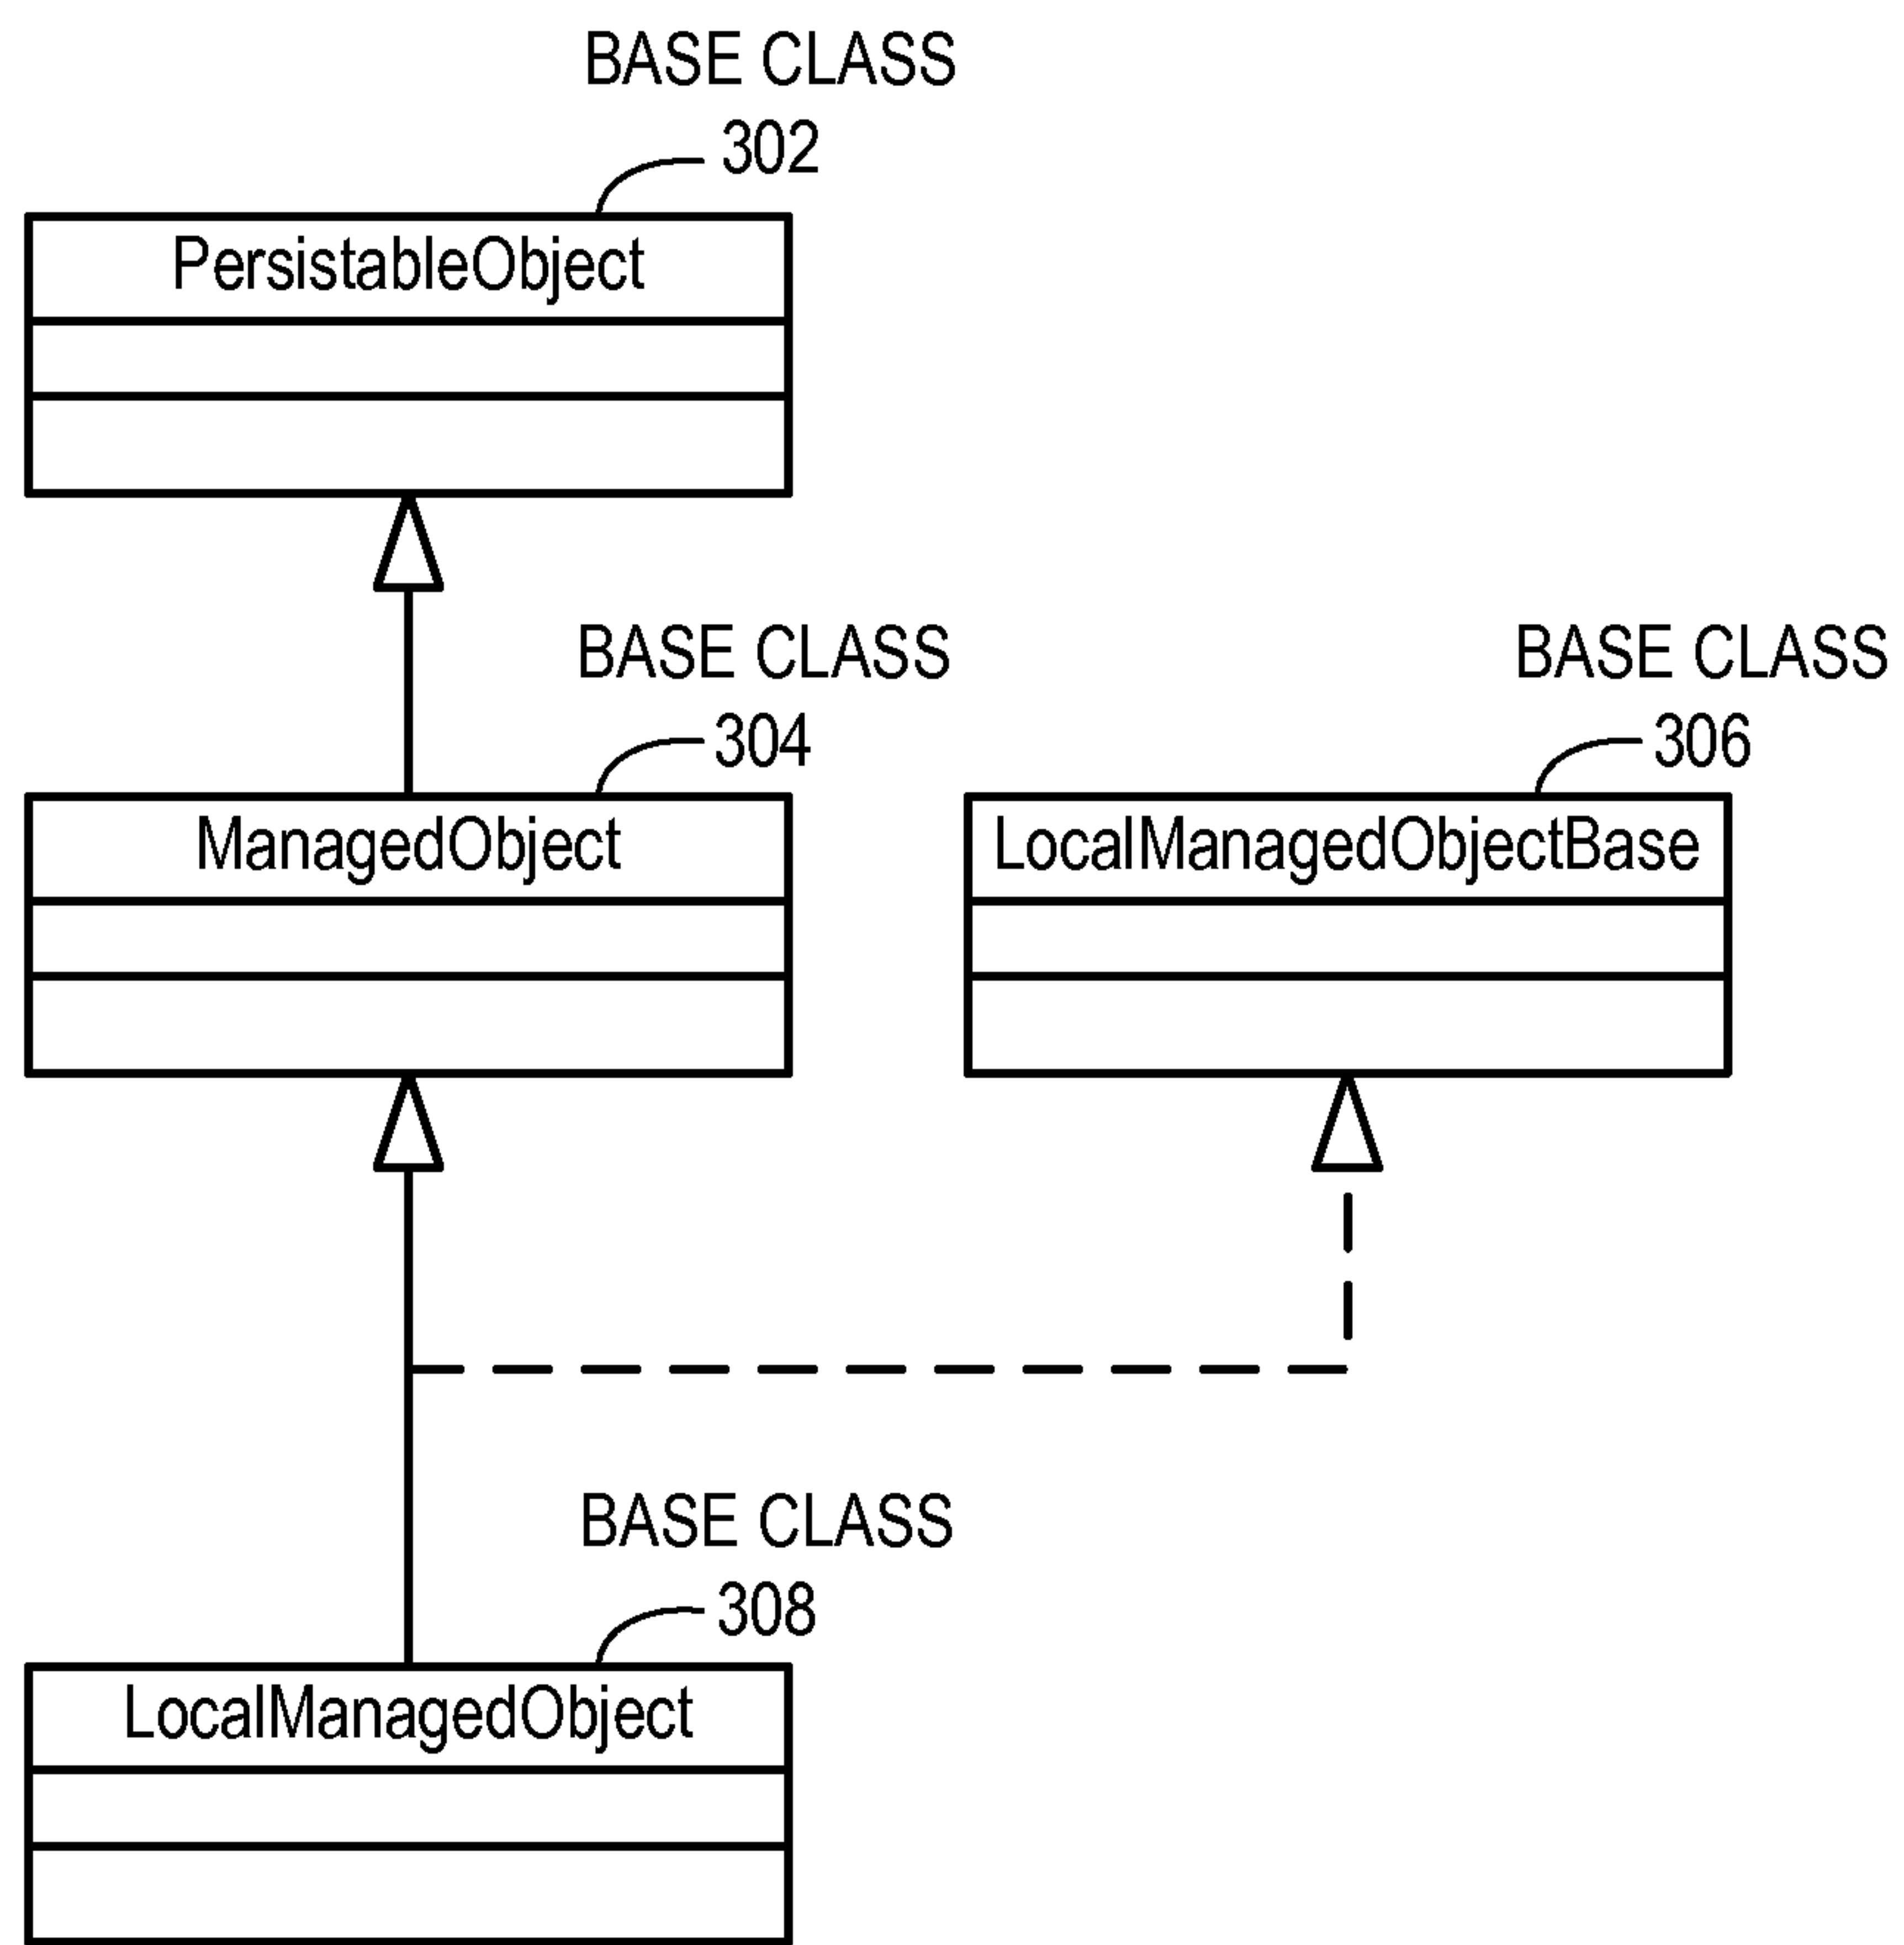 BASE CLASS
302
PersistableObject
BASE CLASS
304
ManagedObject
BASE CLASS
306
LocalManagedObjectBase
BASE CLASS
308
LocalManagedObject